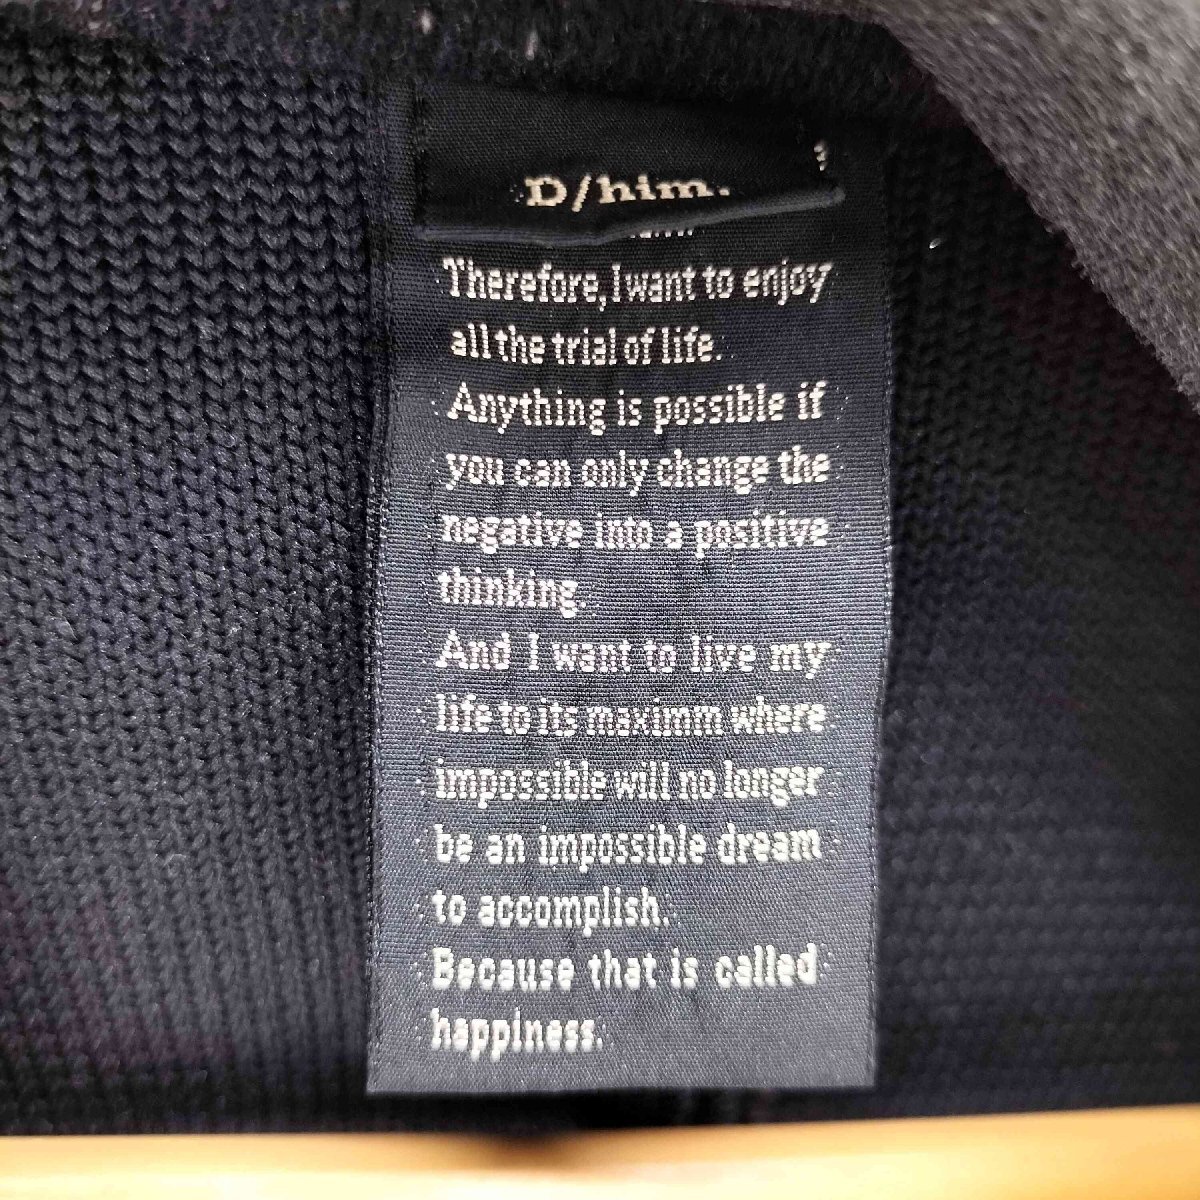 D/him.
Therefore, I want to enjoy
all the trial of life.
Anything is possible if
you can only change the
negative into a positive
thinking.
And I want to live my
life to its maximm where
impossible will no longer
be an impossible dream
to accomplish.
Because that is called
happiness.